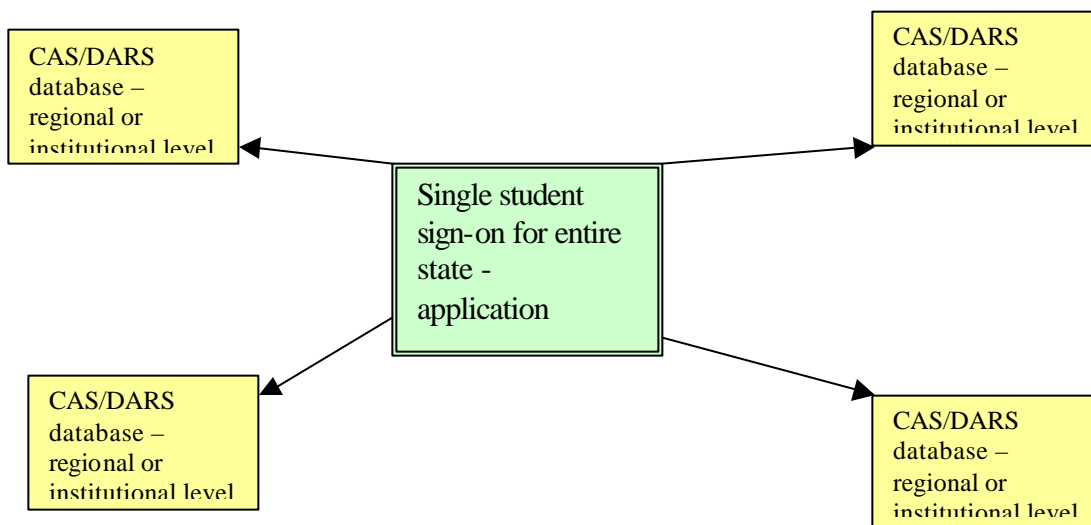 CAS/DARS
database –
regional or
institutional level
CAS/DARS
database –
regional or
institutional level
Single student
sign-on for entire
state -
application
CAS/DARS
database –
regional or
institutional level
CAS/DARS
database –
regional or
institutional level